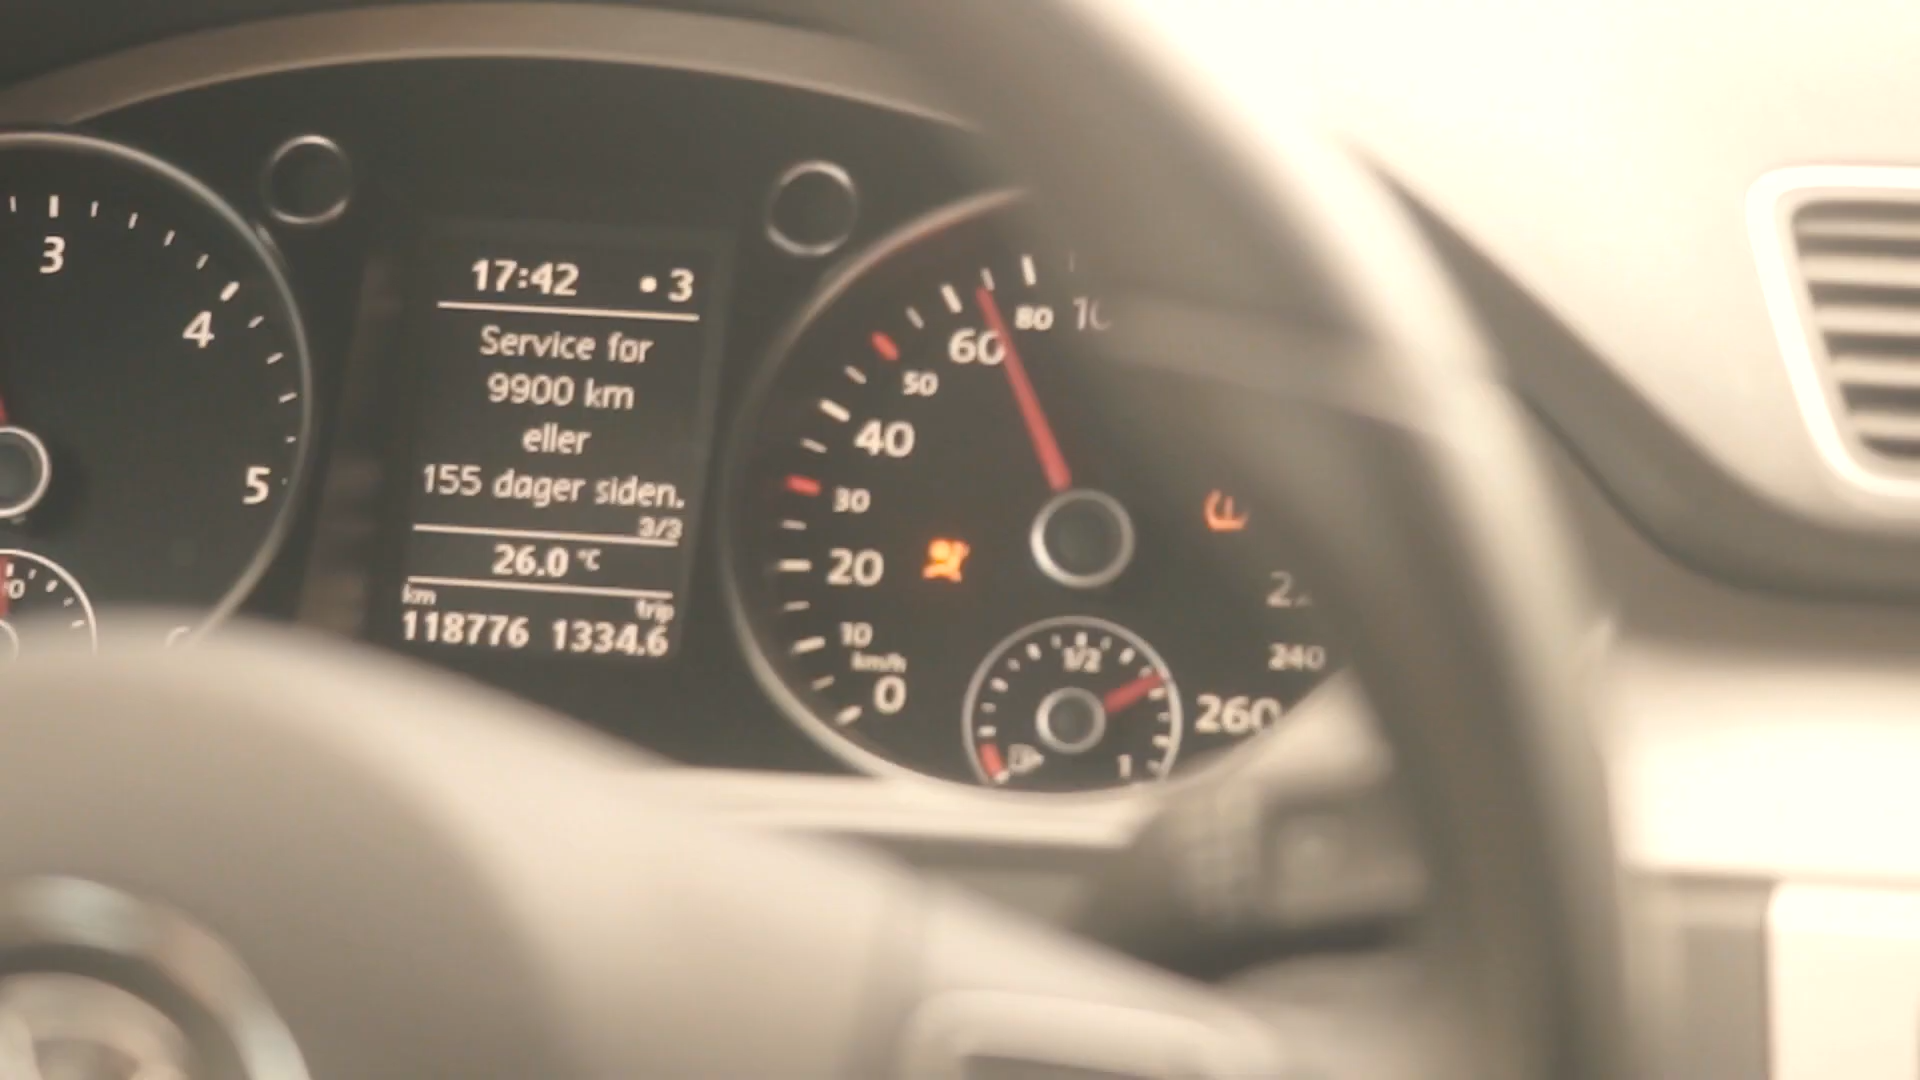 3
4
5
17:42 • 3
Service for
9900 km
eller
155 dager siden.
3/3
26.0 °C
km trip
118776 1334.6
80
60
50
40
30
20
10
km/h
0
240
260
1/2
1